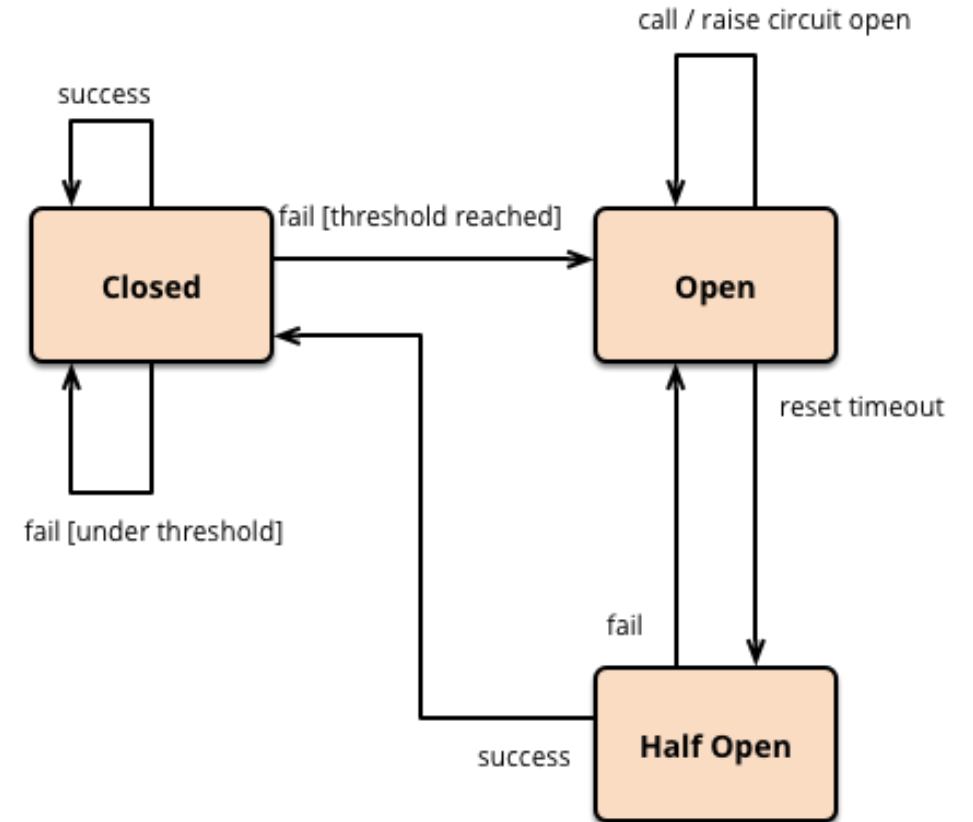 call / raise circuit open
success
fail [threshold reached]
Closed
Open
reset timeout
fail [under threshold]
fail
Half Open
success